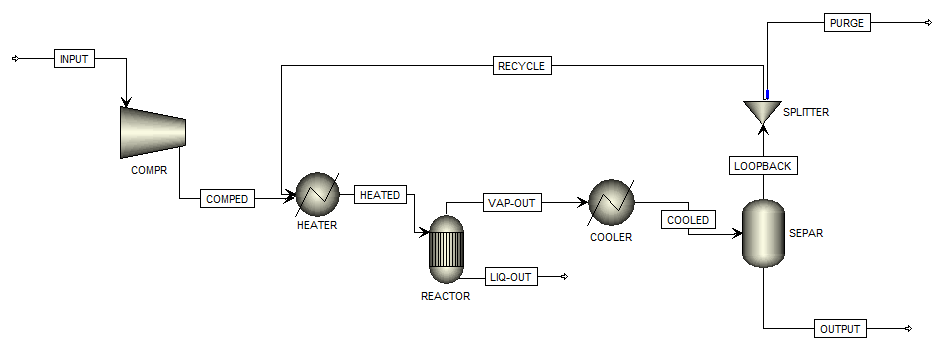 PURGE
INPUT
RECYCLE
SPLITTER
COMPR
LOOPBACK
COMPED
HEATED
VAP-OUT
HEATER
COOLER
COOLED
SEPAR
LIQ-OUT
REACTOR
OUTPUT